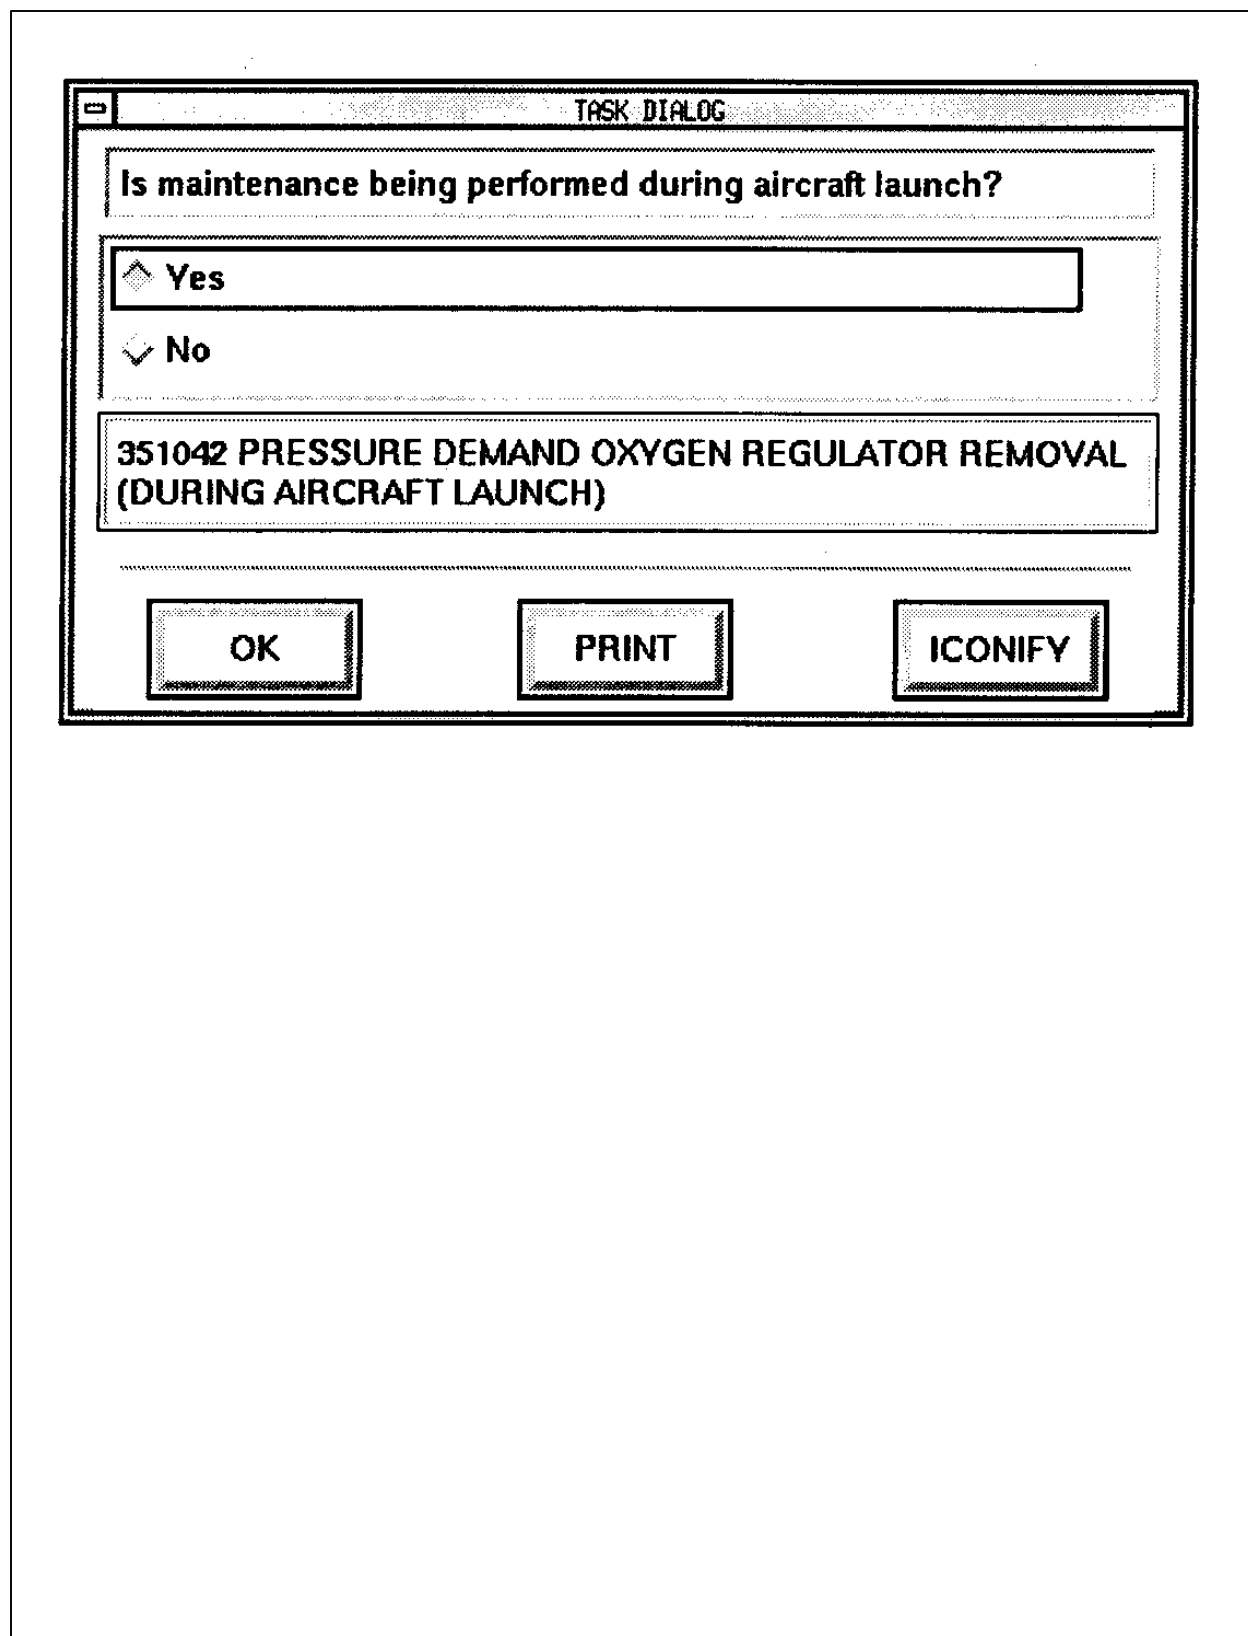 TASK DIALOG
Is maintenance being performed during aircraft launch?
Yes
No
351042 PRESSURE DEMAND OXYGEN REGULATOR REMOVAL
(DURING AIRCRAFT LAUNCH)
OK
PRINT
ICONIFY